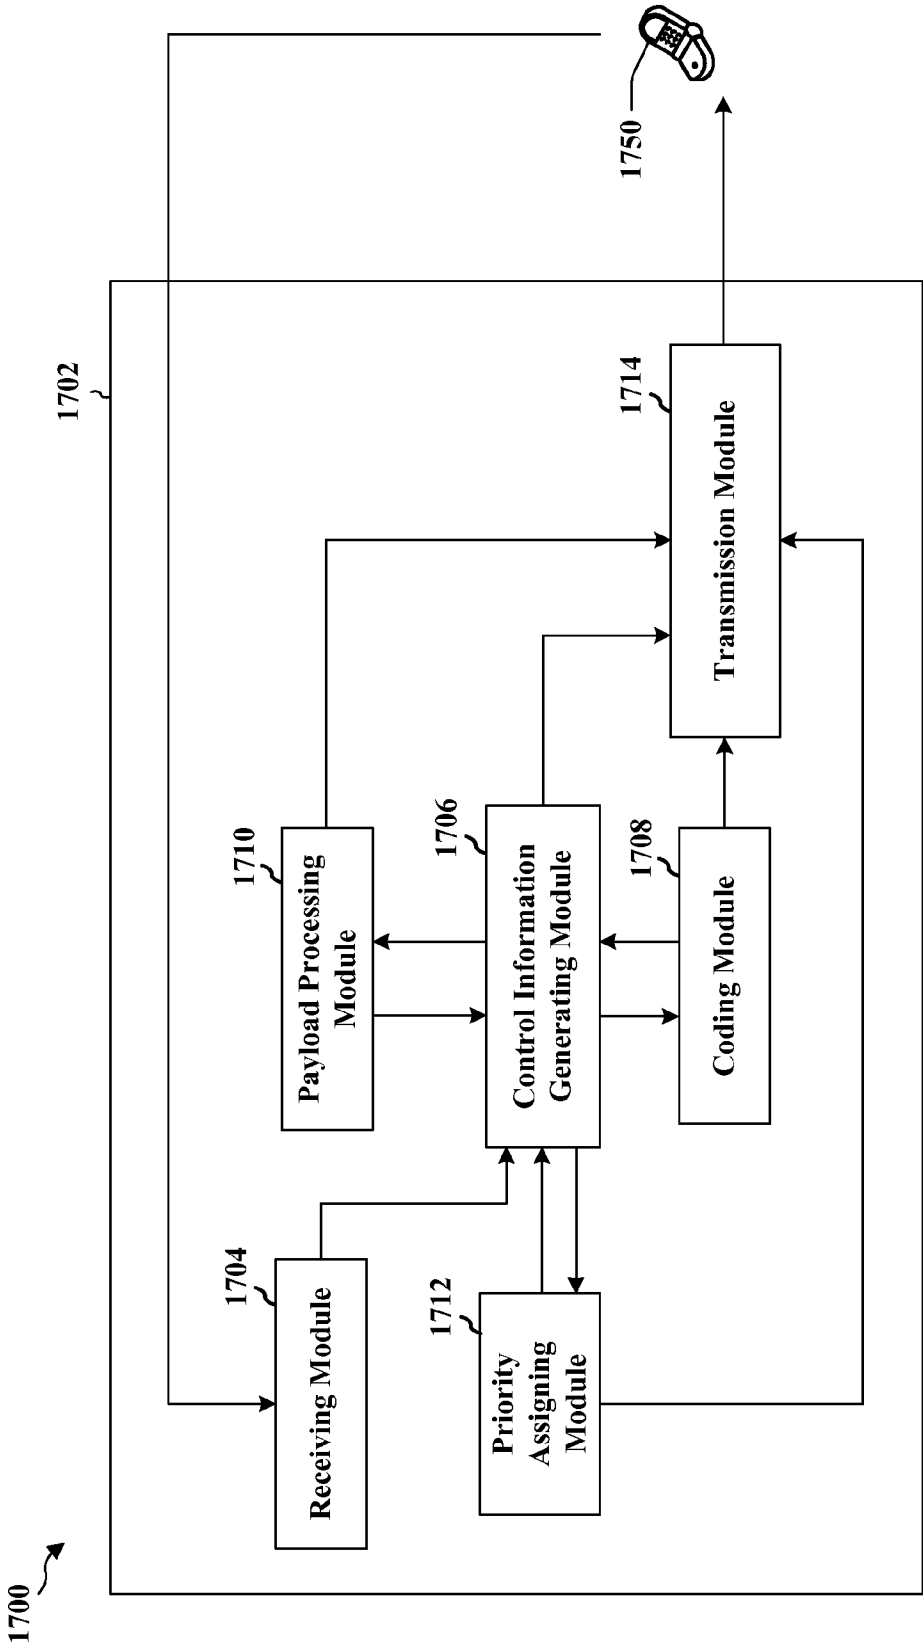 1700
1702
1750
1704
Receiving Module
1710
Payload Processing
Module
1712
Priority
Assigning
Module
1706
Control Information
Generating Module
1708
Coding Module
1714
Transmission Module